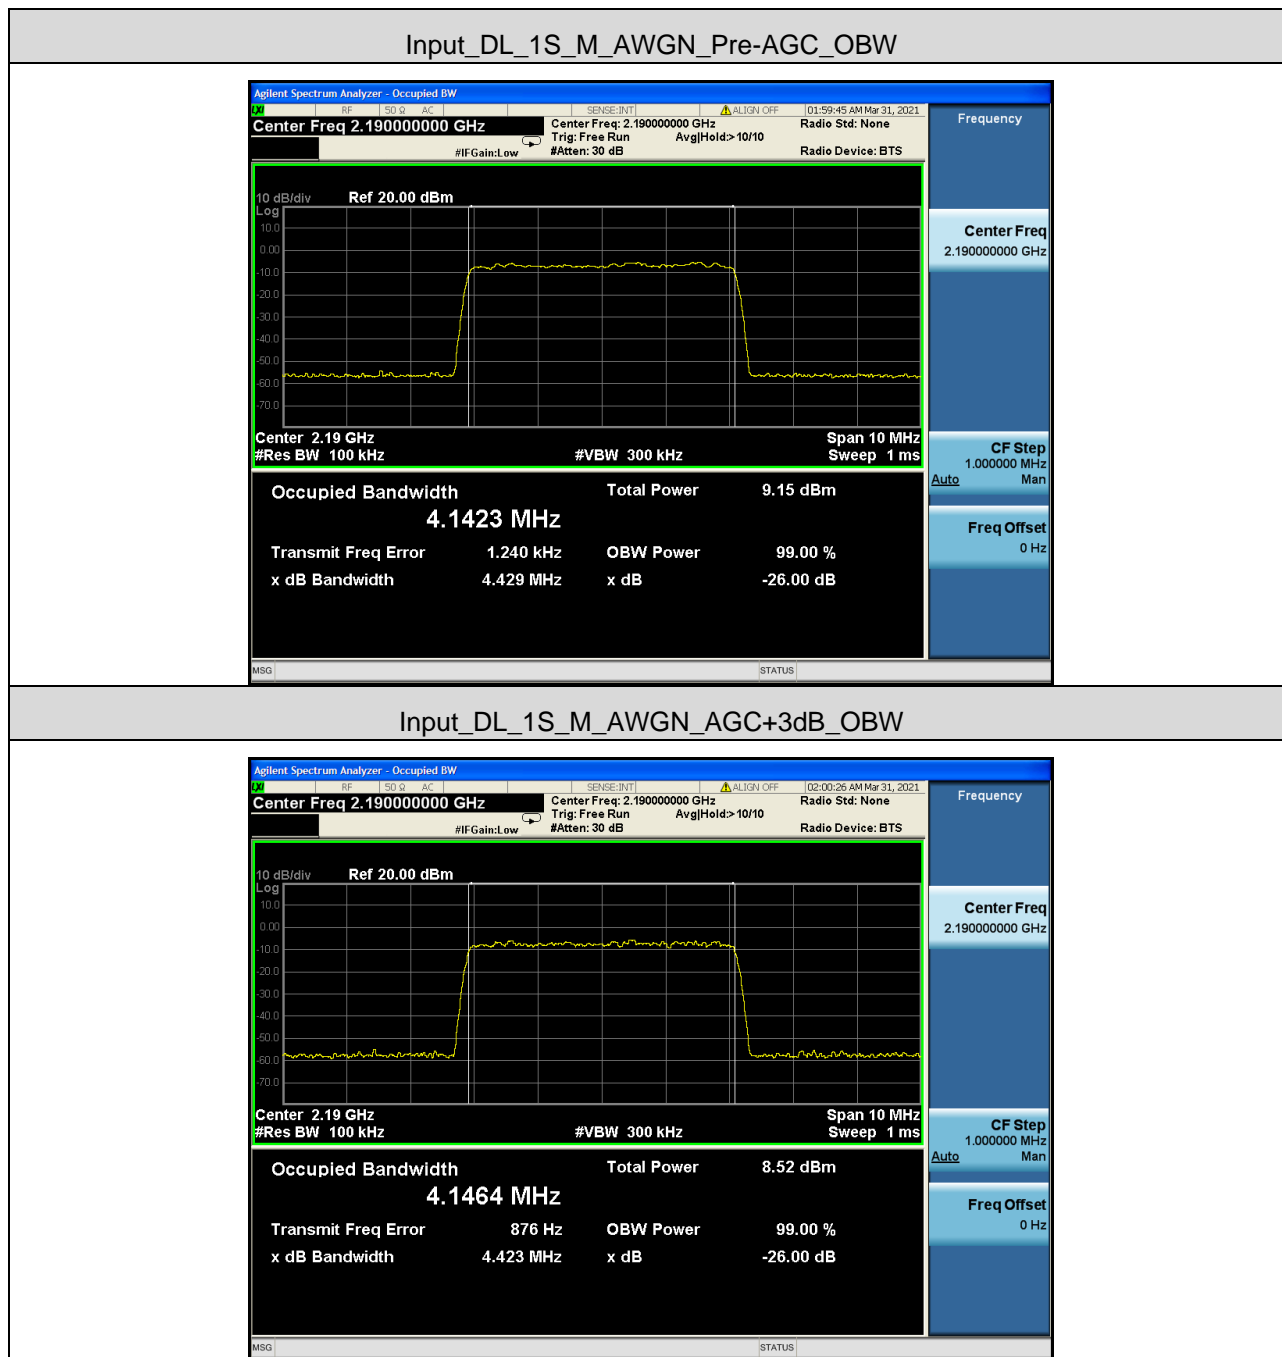 Input_DL_1S_M_AWGN_Pre-AGC_OBW
Agilent Spectrum Analyzer - Occupied BW
LXI RF 50 Ω AC SENSE:INT ALIGN OFF 01:59:45 AM Mar 31, 2021
Center Freq 2.190000000 GHz
Center Freq: 2.190000000 GHz
Radio Std: None
Trig: Free Run Avg|Hold:>10/10
#IFGain:Low
#Atten: 30 dB
Radio Device: BTS
Frequency
10 dB/div Ref 20.00 dBm
Log
10.0
0.00
-10.0
-20.0
-30.0
-40.0
-50.0
-60.0
-70.0
Center Freq
2.190000000 GHz
Center 2.19 GHz Span 10 MHz
#Res BW 100 kHz #VBW 300 kHz Sweep 1 ms
CF Step
1.000000 MHz
Auto Man
Occupied Bandwidth Total Power 9.15 dBm
4.1423 MHz
Transmit Freq Error 1.240 kHz OBW Power 99.00 %
x dB Bandwidth 4.429 MHz x dB -26.00 dB
Freq Offset
0 Hz
MSG STATUS
Input_DL_1S_M_AWGN_AGC+3dB_OBW
Agilent Spectrum Analyzer - Occupied BW
LXI RF 50 Ω AC SENSE:INT ALIGN OFF 02:00:26 AM Mar 31, 2021
Center Freq 2.190000000 GHz
Center Freq: 2.190000000 GHz
Radio Std: None
Trig: Free Run Avg|Hold:>10/10
#IFGain:Low
#Atten: 30 dB
Radio Device: BTS
Frequency
10 dB/div Ref 20.00 dBm
Log
10.0
0.00
-10.0
-20.0
-30.0
-40.0
-50.0
-60.0
-70.0
Center Freq
2.190000000 GHz
Center 2.19 GHz Span 10 MHz
#Res BW 100 kHz #VBW 300 kHz Sweep 1 ms
CF Step
1.000000 MHz
Auto Man
Occupied Bandwidth Total Power 8.52 dBm
4.1464 MHz
Transmit Freq Error 876 Hz OBW Power 99.00 %
x dB Bandwidth 4.423 MHz x dB -26.00 dB
Freq Offset
0 Hz
MSG STATUS